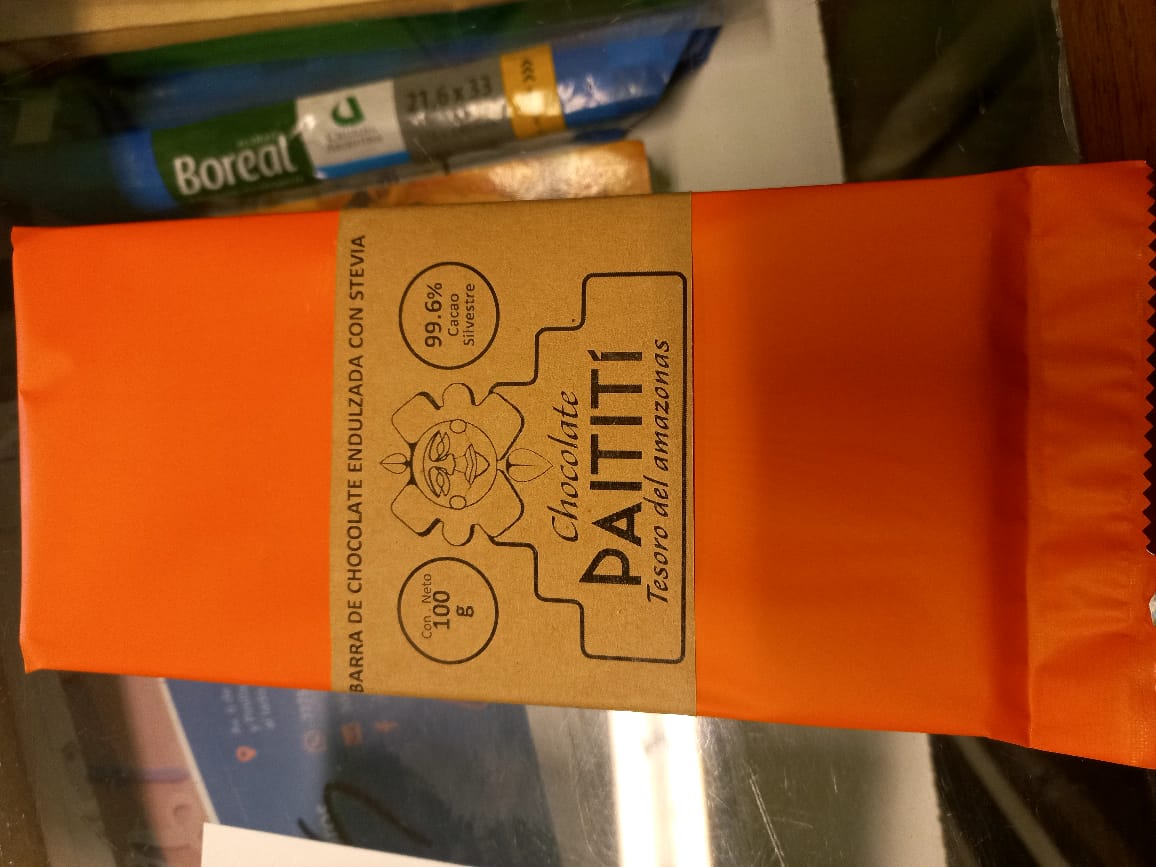 BARRA DE CHOCOLATE ENDULZADA CON STEVIA
Con. Neto
100
g
99.6%
Cacao
Silvestre
Chocolate
PAITITÍ
Tesoro del amazonas
Boreal
21,6 x 33
>>>